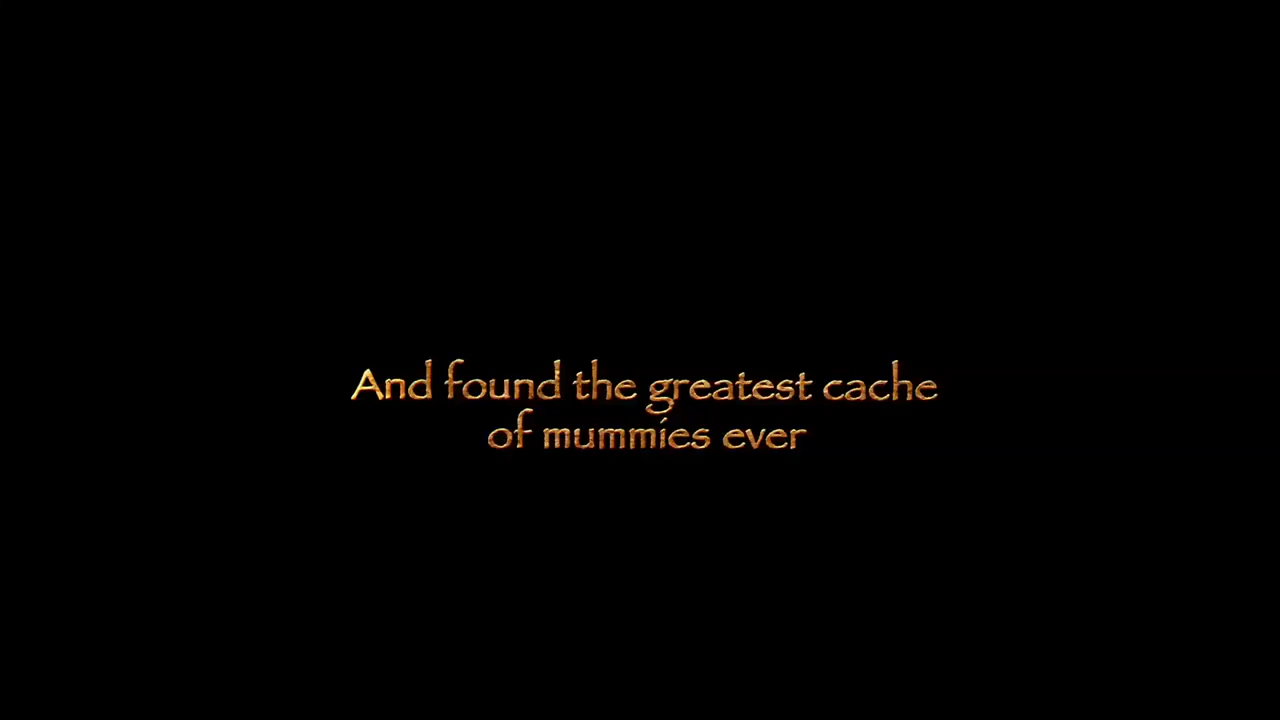 And found the greatest cache
of mummies ever